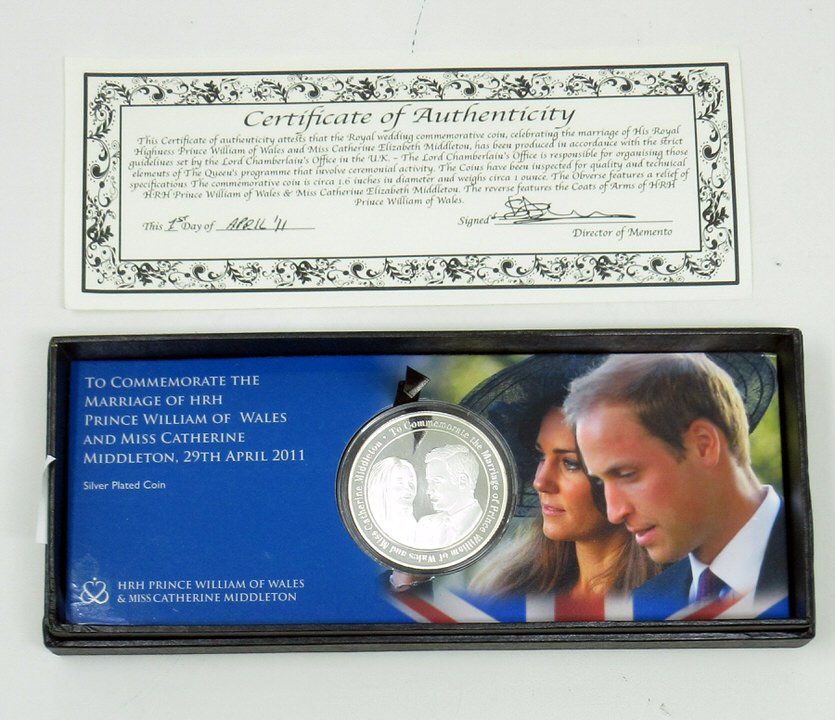 Certificate of Authenticity
This Certificate of authenticity attests that the Royal wedding commemorative coin, celebrating the marriage of His Royal
Highness Prince William of Wales and Miss Catherine Elizabeth Middleton, has been produced in accordance with the strict
guidelines set by the Lord Chamberlain's Office in the U.K. - The Lord Chamberlain's Office is responsible for organising those
elements of The Queen's programme that involve ceremonial activity. The Coins have been inspected for quality and technical
specifications The commemorative coin is circa 1.6 inches in diameter and weighs circa 1 ounce. The Obverse features a relief of
HRH Prince William of Wales & Miss Catherine Elizabeth Middleton. The reverse features the Coats of Arms of HRH
Prince William of Wales.
This 1ST Day of APRIL '11 Signed
Director of Memento
TO COMMEMORATE THE
MARRIAGE OF HRH
PRINCE WILLIAM OF WALES
AND MISS CATHERINE
MIDDLETON, 29TH APRIL 2011
Silver Plated Coin
HRH PRINCE WILLIAM OF WALES
& MISS CATHERINE MIDDLETON
To Commemorate the Marriage of Prince William of Wales and Miss Catherine Middleton •